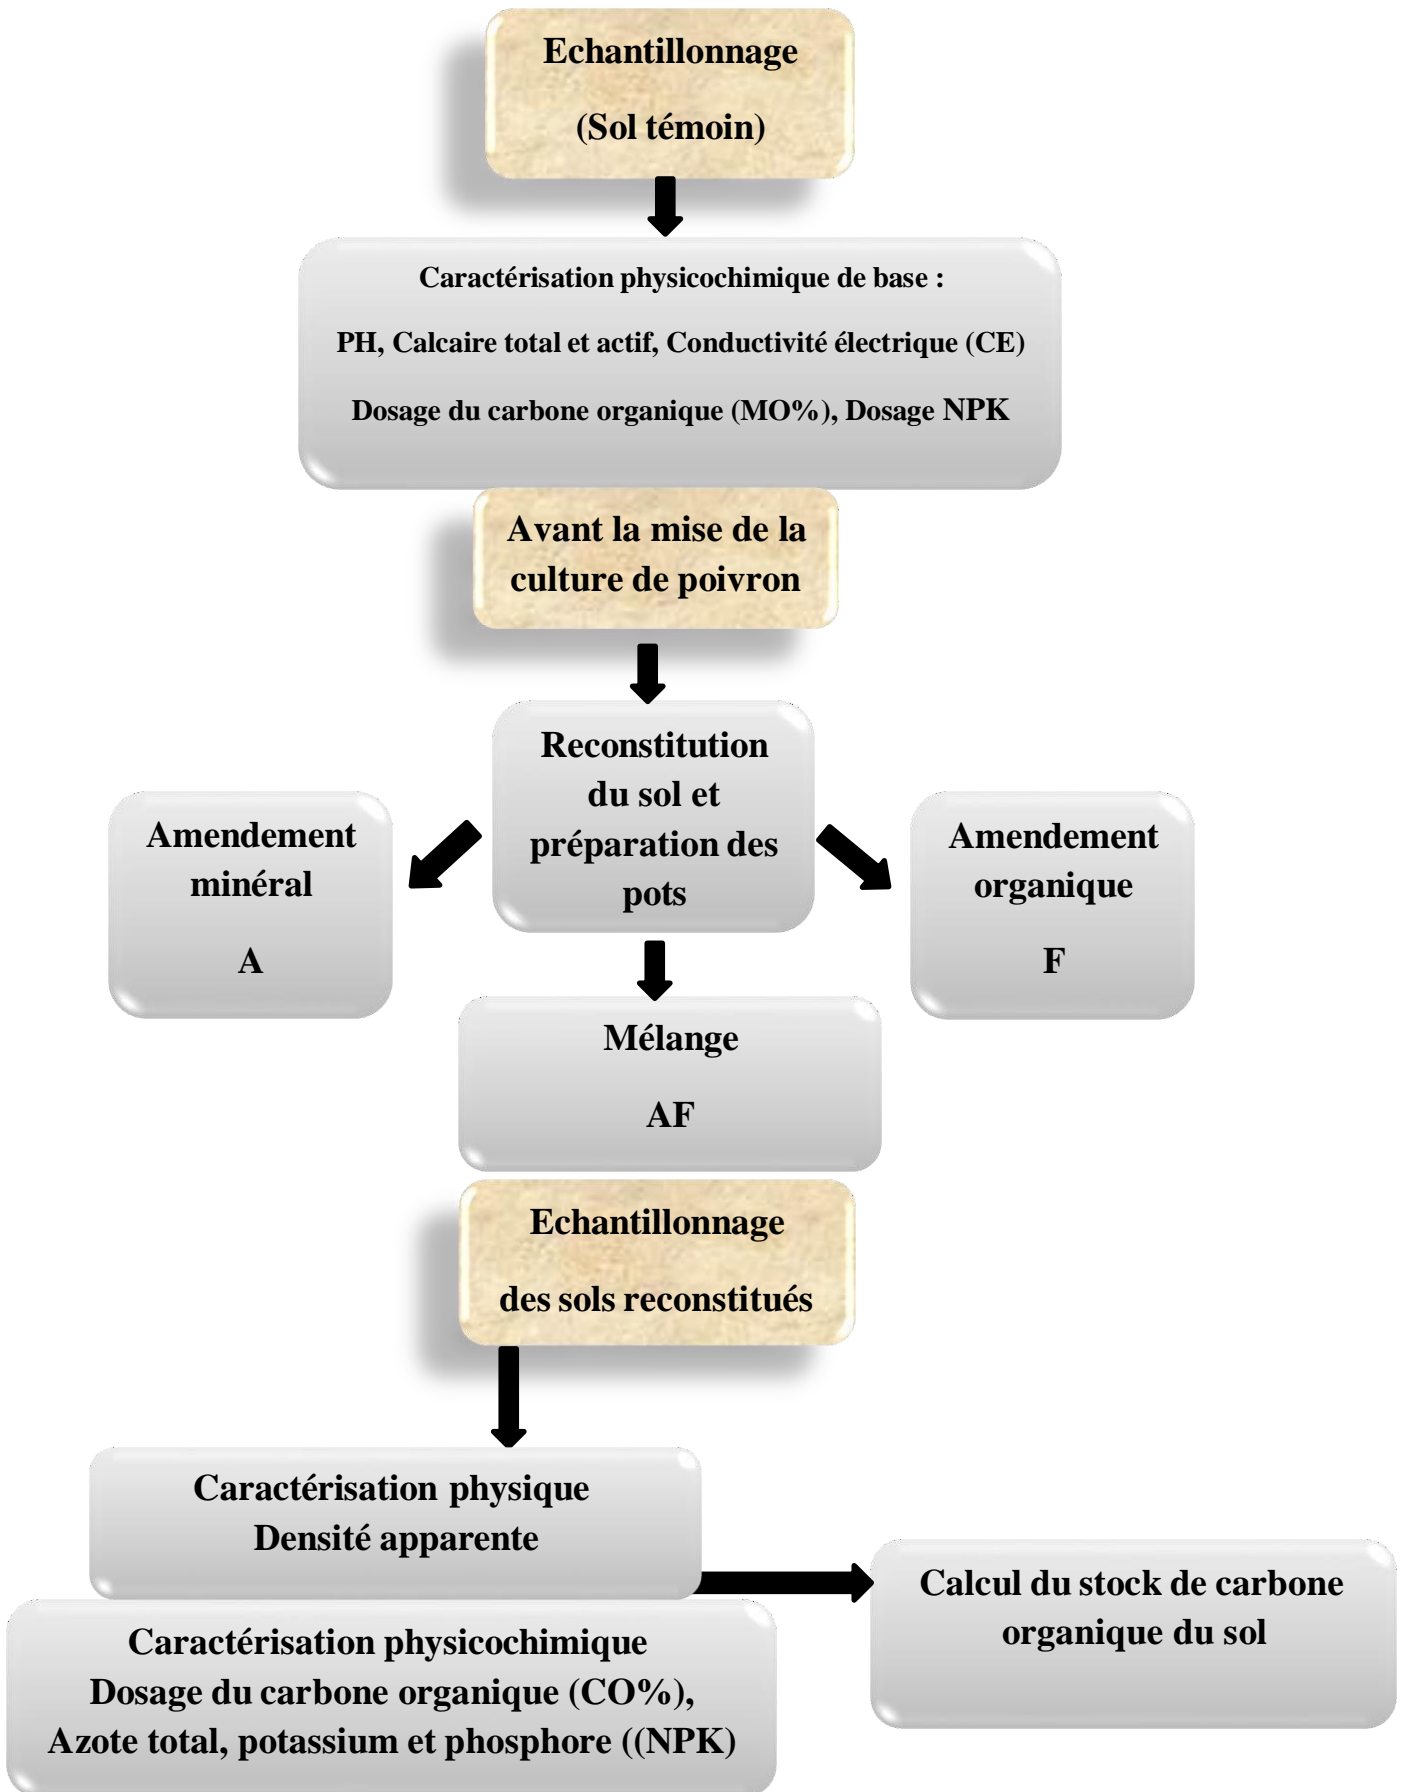 Echantillonnage
(Sol témoin)
Caractérisation physicochimique de base :
PH, Calcaire total et actif, Conductivité électrique (CE)
Dosage du carbone organique (MO%), Dosage NPK
Avant la mise de la
culture de poivron
Reconstitution
du sol et
préparation des
pots
Amendement
minéral
A
Amendement
organique
F
Mélange
AF
Echantillonnage
des sols reconstitués
Caractérisation physique
Densité apparente
Calcul du stock de carbone
organique du sol
Caractérisation physicochimique
Dosage du carbone organique (CO%),
Azote total, potassium et phosphore ((NPK)